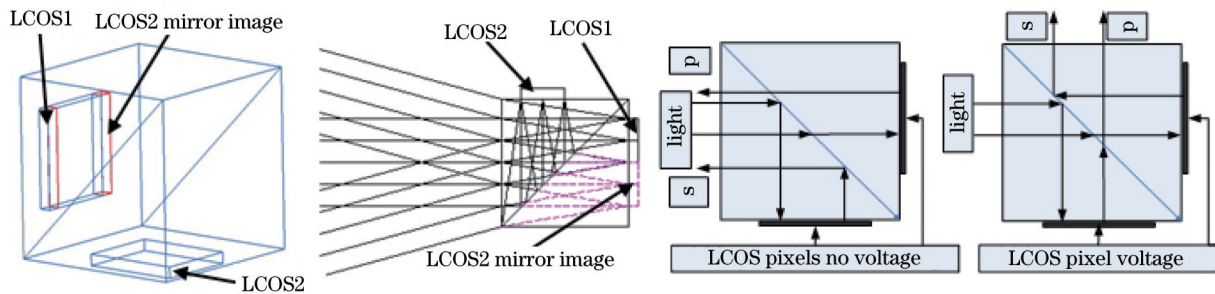 LCOS1
LCOS2 mirror image
LCOS2
LCOS2
LCOS1
LCOS2 mirror image
p
light
s
LCOS pixels no voltage
s
p
light
LCOS pixel voltage